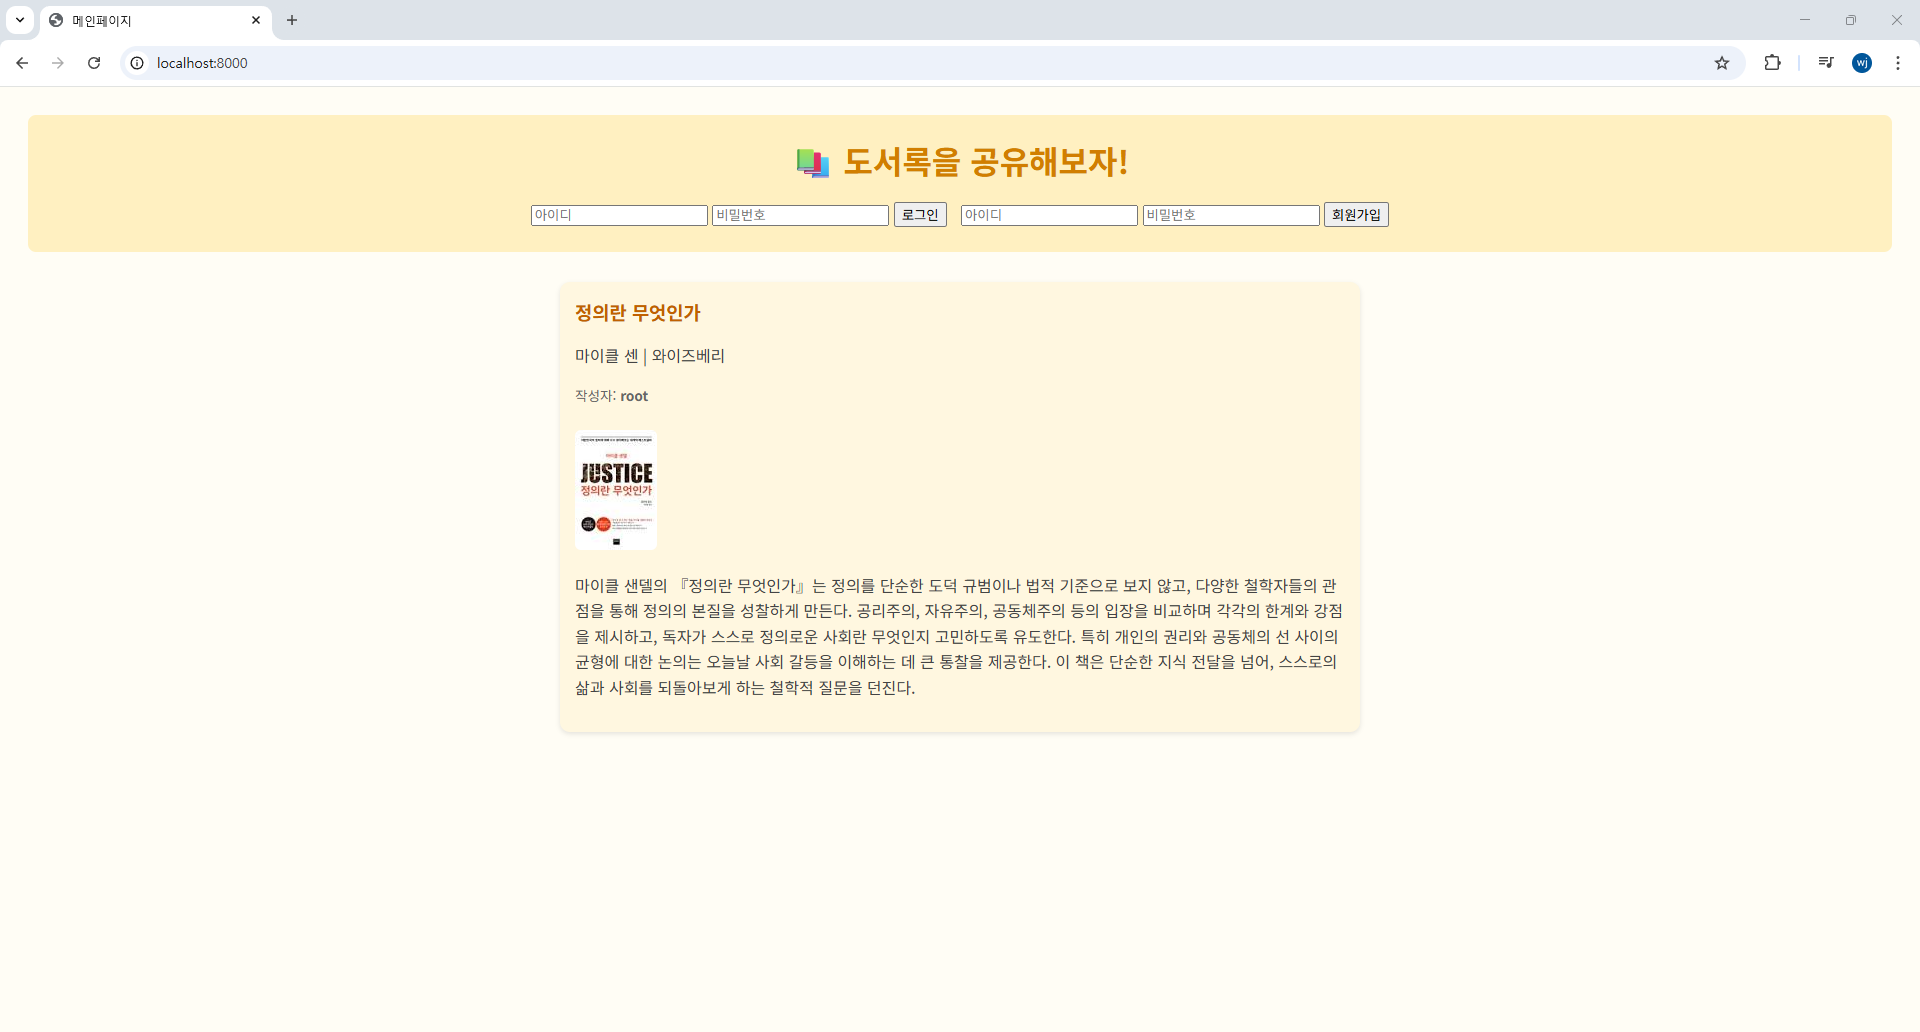 메인페이지
localhost:8000
wj
도서록을 공유해보자!
아이디 비밀번호 로그인 아이디 비밀번호 회원가입
정의란 무엇인가
마이클 센 | 와이즈베리
작성자: root
마이클 샌델
JUSTICE
정의란 무엇인가
마이클 샌델의 『정의란 무엇인가』는 정의를 단순한 도덕 규범이나 법적 기준으로 보지 않고, 다양한 철학자들의 관
점을 통해 정의의 본질을 성찰하게 만든다. 공리주의, 자유주의, 공동체주의 등의 입장을 비교하며 각각의 한계와 강점
을 제시하고, 독자가 스스로 정의로운 사회란 무엇인지 고민하도록 유도한다. 특히 개인의 권리와 공동체의 선 사이의
균형에 대한 논의는 오늘날 사회 갈등을 이해하는 데 큰 통찰을 제공한다. 이 책은 단순한 지식 전달을 넘어, 스스로의
삶과 사회를 되돌아보게 하는 철학적 질문을 던진다.